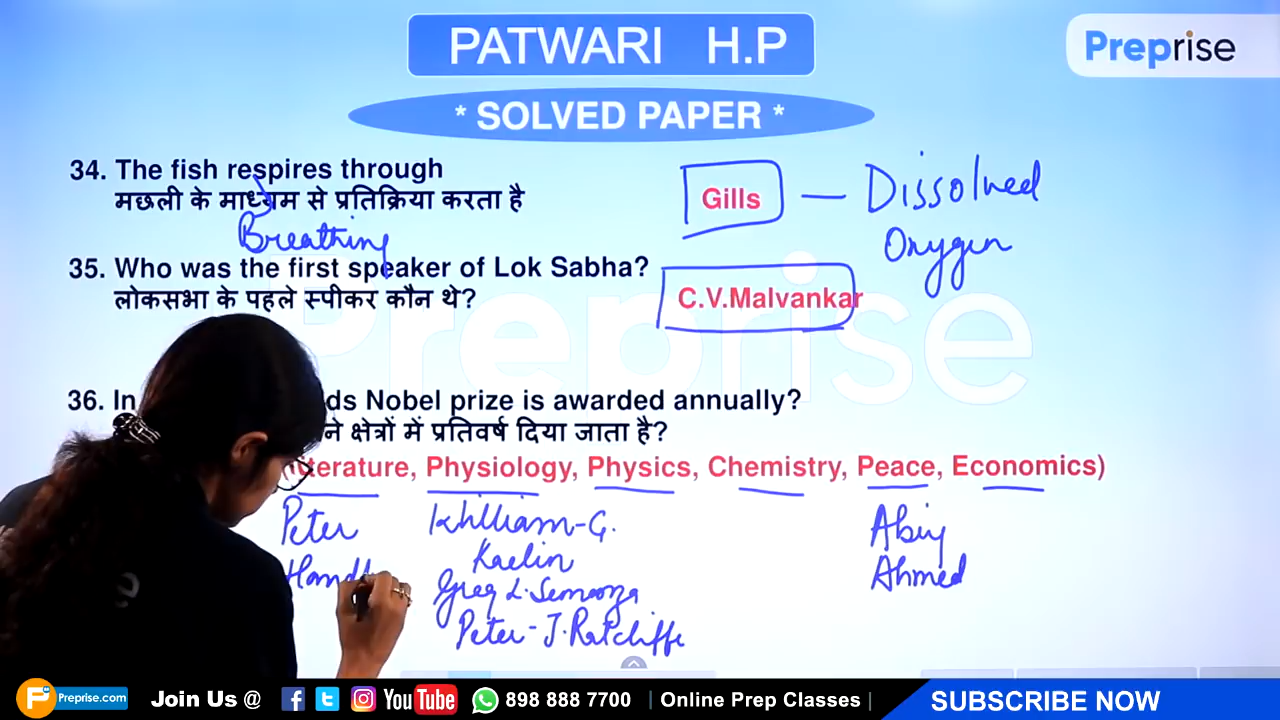 PATWARI H.P
Preprise
* SOLVED PAPER *
34. The fish respires through
मछली के माध्यम से प्रतिक्रिया करता है
Gills — Dissolved
Oxygen
Breathing
35. Who was the first speaker of Lok Sabha?
लोकसभा के पहले स्पीकर कौन थे?
C.V.Malvankar
Preprise
36. In ds Nobel prize is awarded annually?
ने क्षेत्रों में प्रतिवर्ष दिया जाता है?
terature, Physiology, Physics, Chemistry, Peace, Economics)
Peter
William-G.
Kaelin
Greg L. Semenza
Peter - J. Ratcliffe
Abiy
Ahmed
Preprise.com Join Us @ YouTube 898 888 7700 | Online Prep Classes | SUBSCRIBE NOW